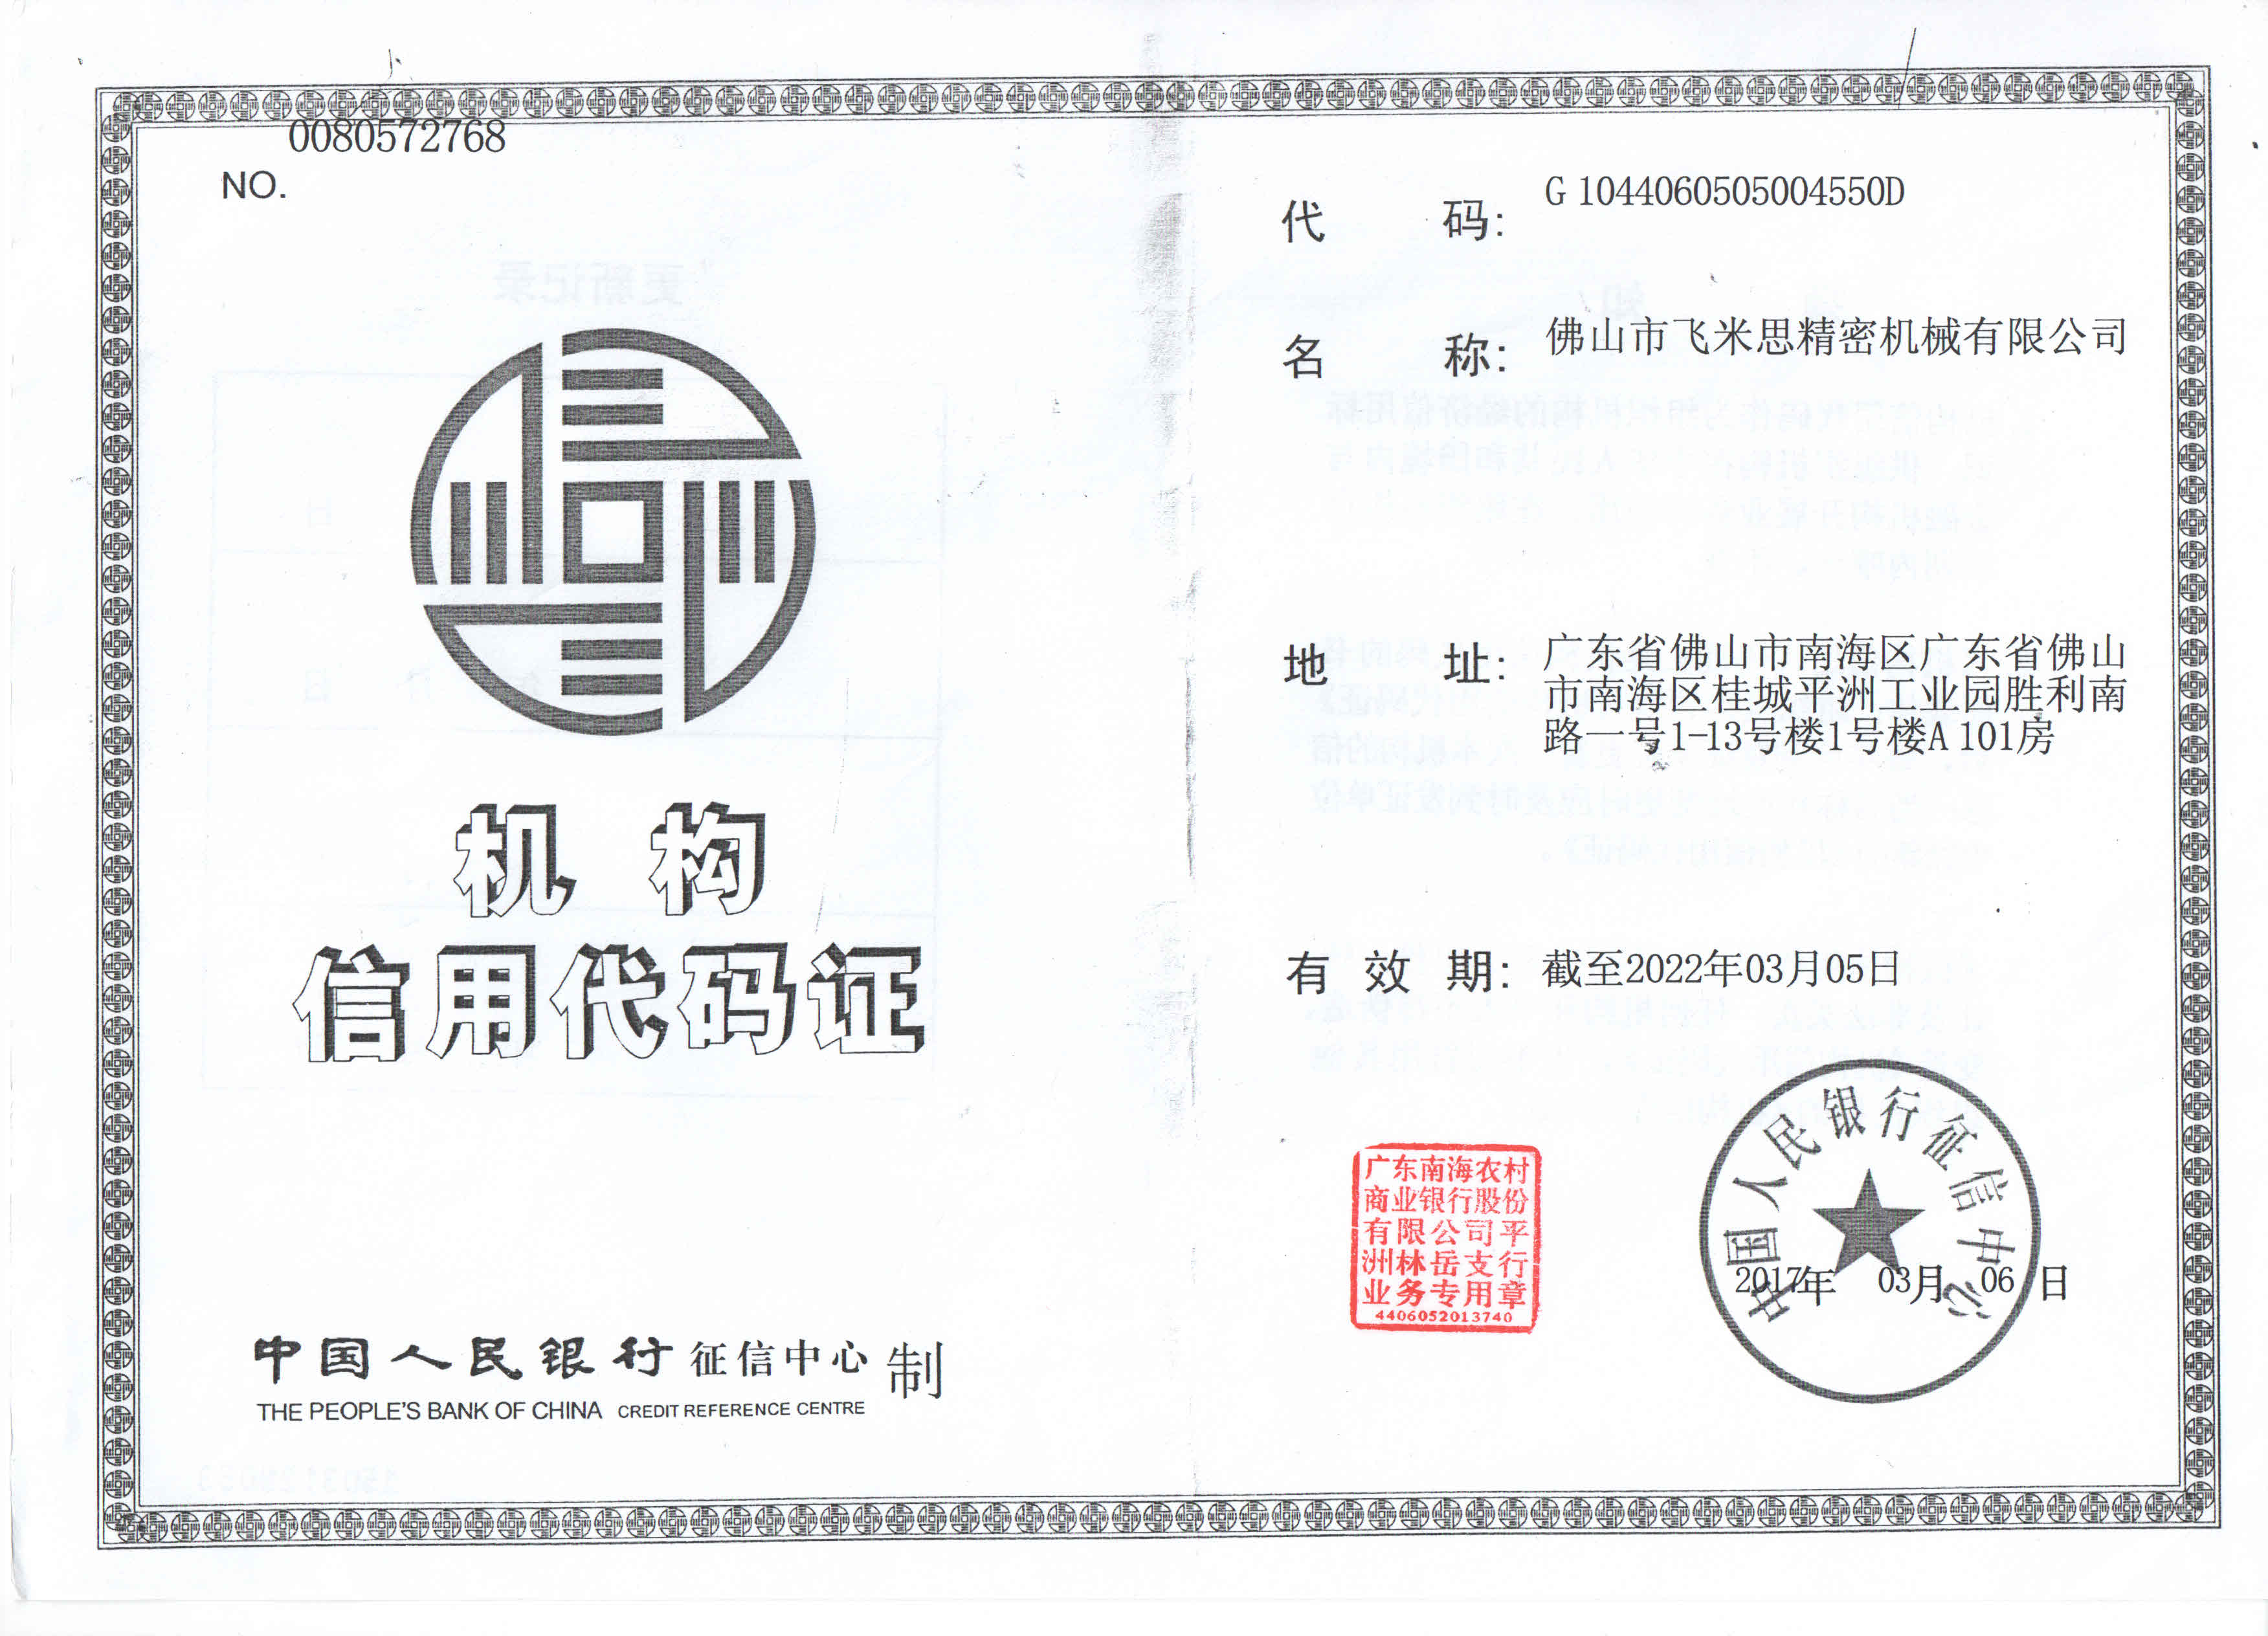 0080572768
NO.
机构
信用代码证
中国人民银行征信中心 制
THE PEOPLE'S BANK OF CHINA CREDIT REFERENCE CENTRE
代 码: G1044060505004550D
名 称: 佛山市飞米思精密机械有限公司
地 址: 广东省佛山市南海区广东省佛山
市南海区桂城平洲工业园胜利南
路一号1-13号楼1号楼A101房
有效期: 截至2022年03月05日
广东南海农村
商业银行股份
有限公司平
洲林岳支行
业务专用章
4406052013740
中国人民银行征信中心
2017年 03月 06日